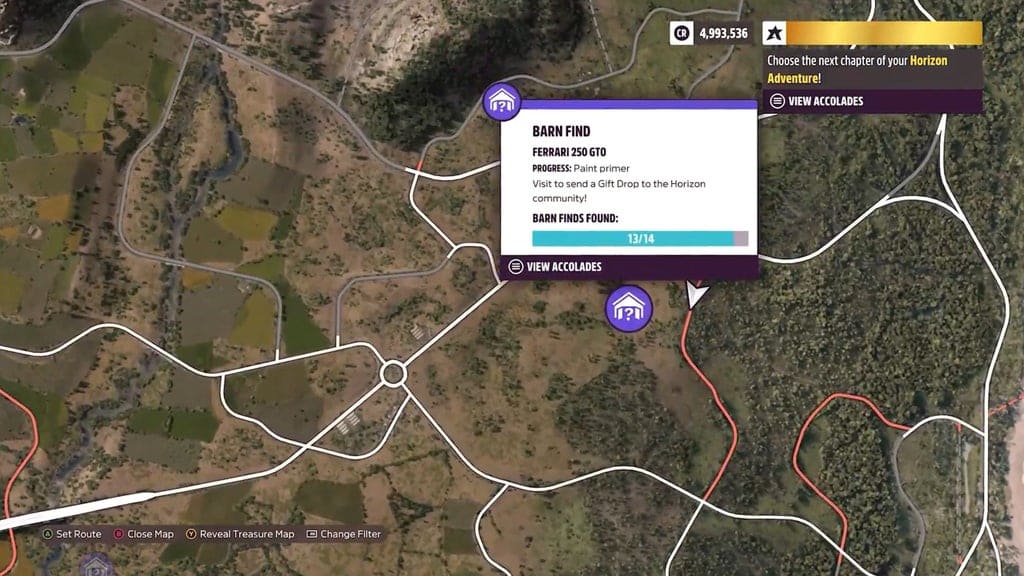 CR 4,993,536
Choose the next chapter of your Horizon
Adventure!
VIEW ACCOLADES
?
BARN FIND
FERRARI 250 GTO
PROGRESS: Paint primer
Visit to send a Gift Drop to the Horizon
community!
BARN FINDS FOUND:
13/14
VIEW ACCOLADES
?
A Set Route B Close Map Y Reveal Treasure Map Change Filter